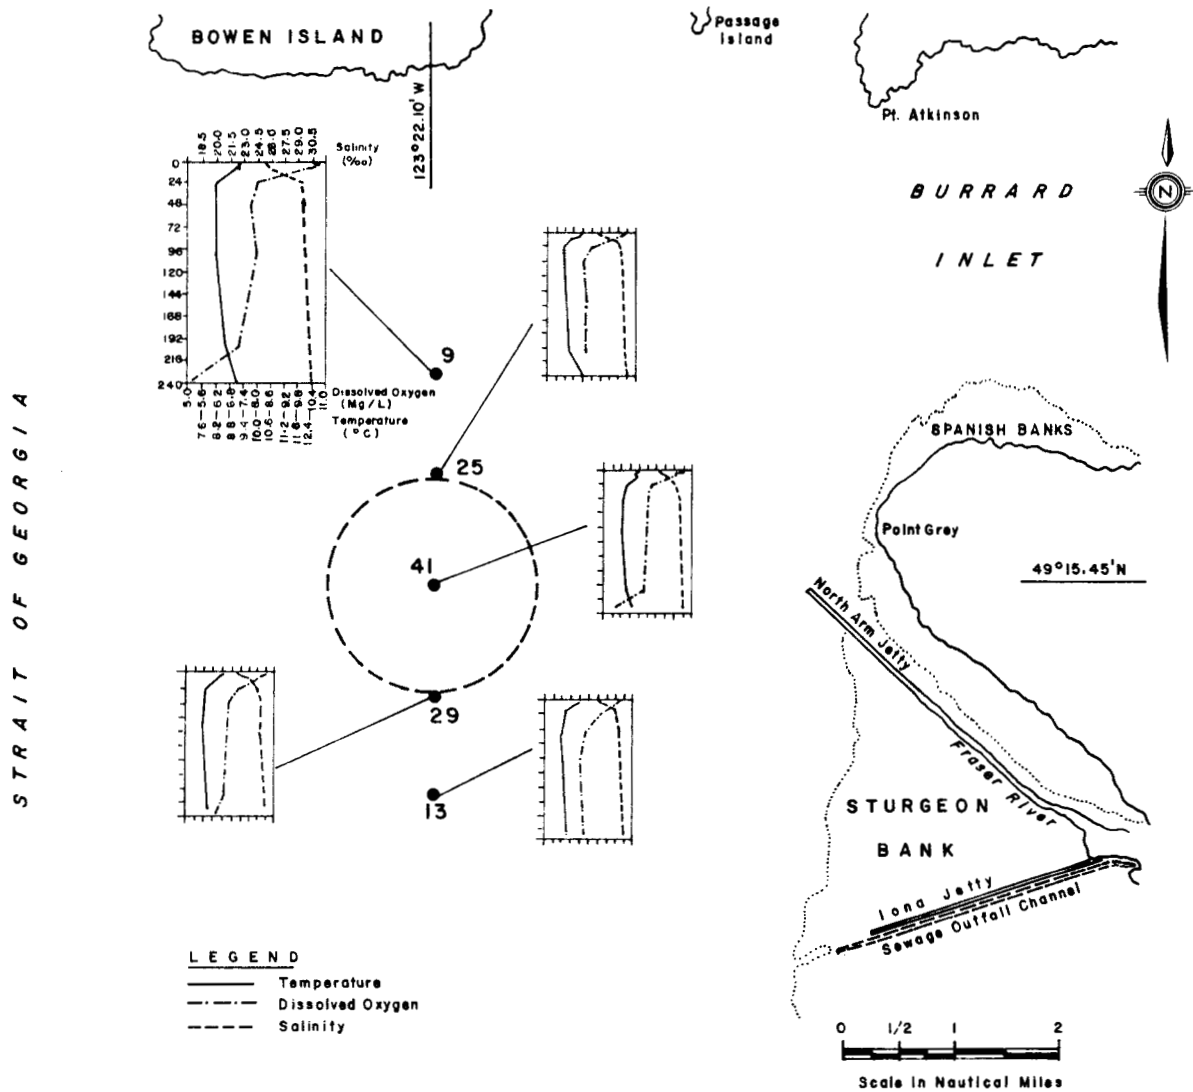 BOWEN ISLAND
Passage
Island
Pt. Atkinson
123°22.10' W
18.5
20.0
21.5
23.0
24.5
26.0
27.5
29.0
30.5
Salinity
(‰)
0
24
48
72
96
120
144
168
192
216
240
5.0
7.6-5.6
8.2-6.2
8.8-6.8
9.4-7.4
10.0-8.0
10.6-8.6
11.2-9.2
11.8-9.8
12.4-10.4
11.0
Dissolved Oxygen
(Mg/L)
Temperature
(°C)
BURRARD
INLET
N
9
25
41
29
13
STRAIT OF GEORGIA
SPANISH BANKS
Point Grey
49°15.45'N
North Arm Jetty
Fraser River
STURGEON
BANK
Iona Jetty
Sewage Outfall Channel
LEGEND
Temperature
Dissolved Oxygen
Salinity
0 1/2 1 2
Scale in Nautical Miles